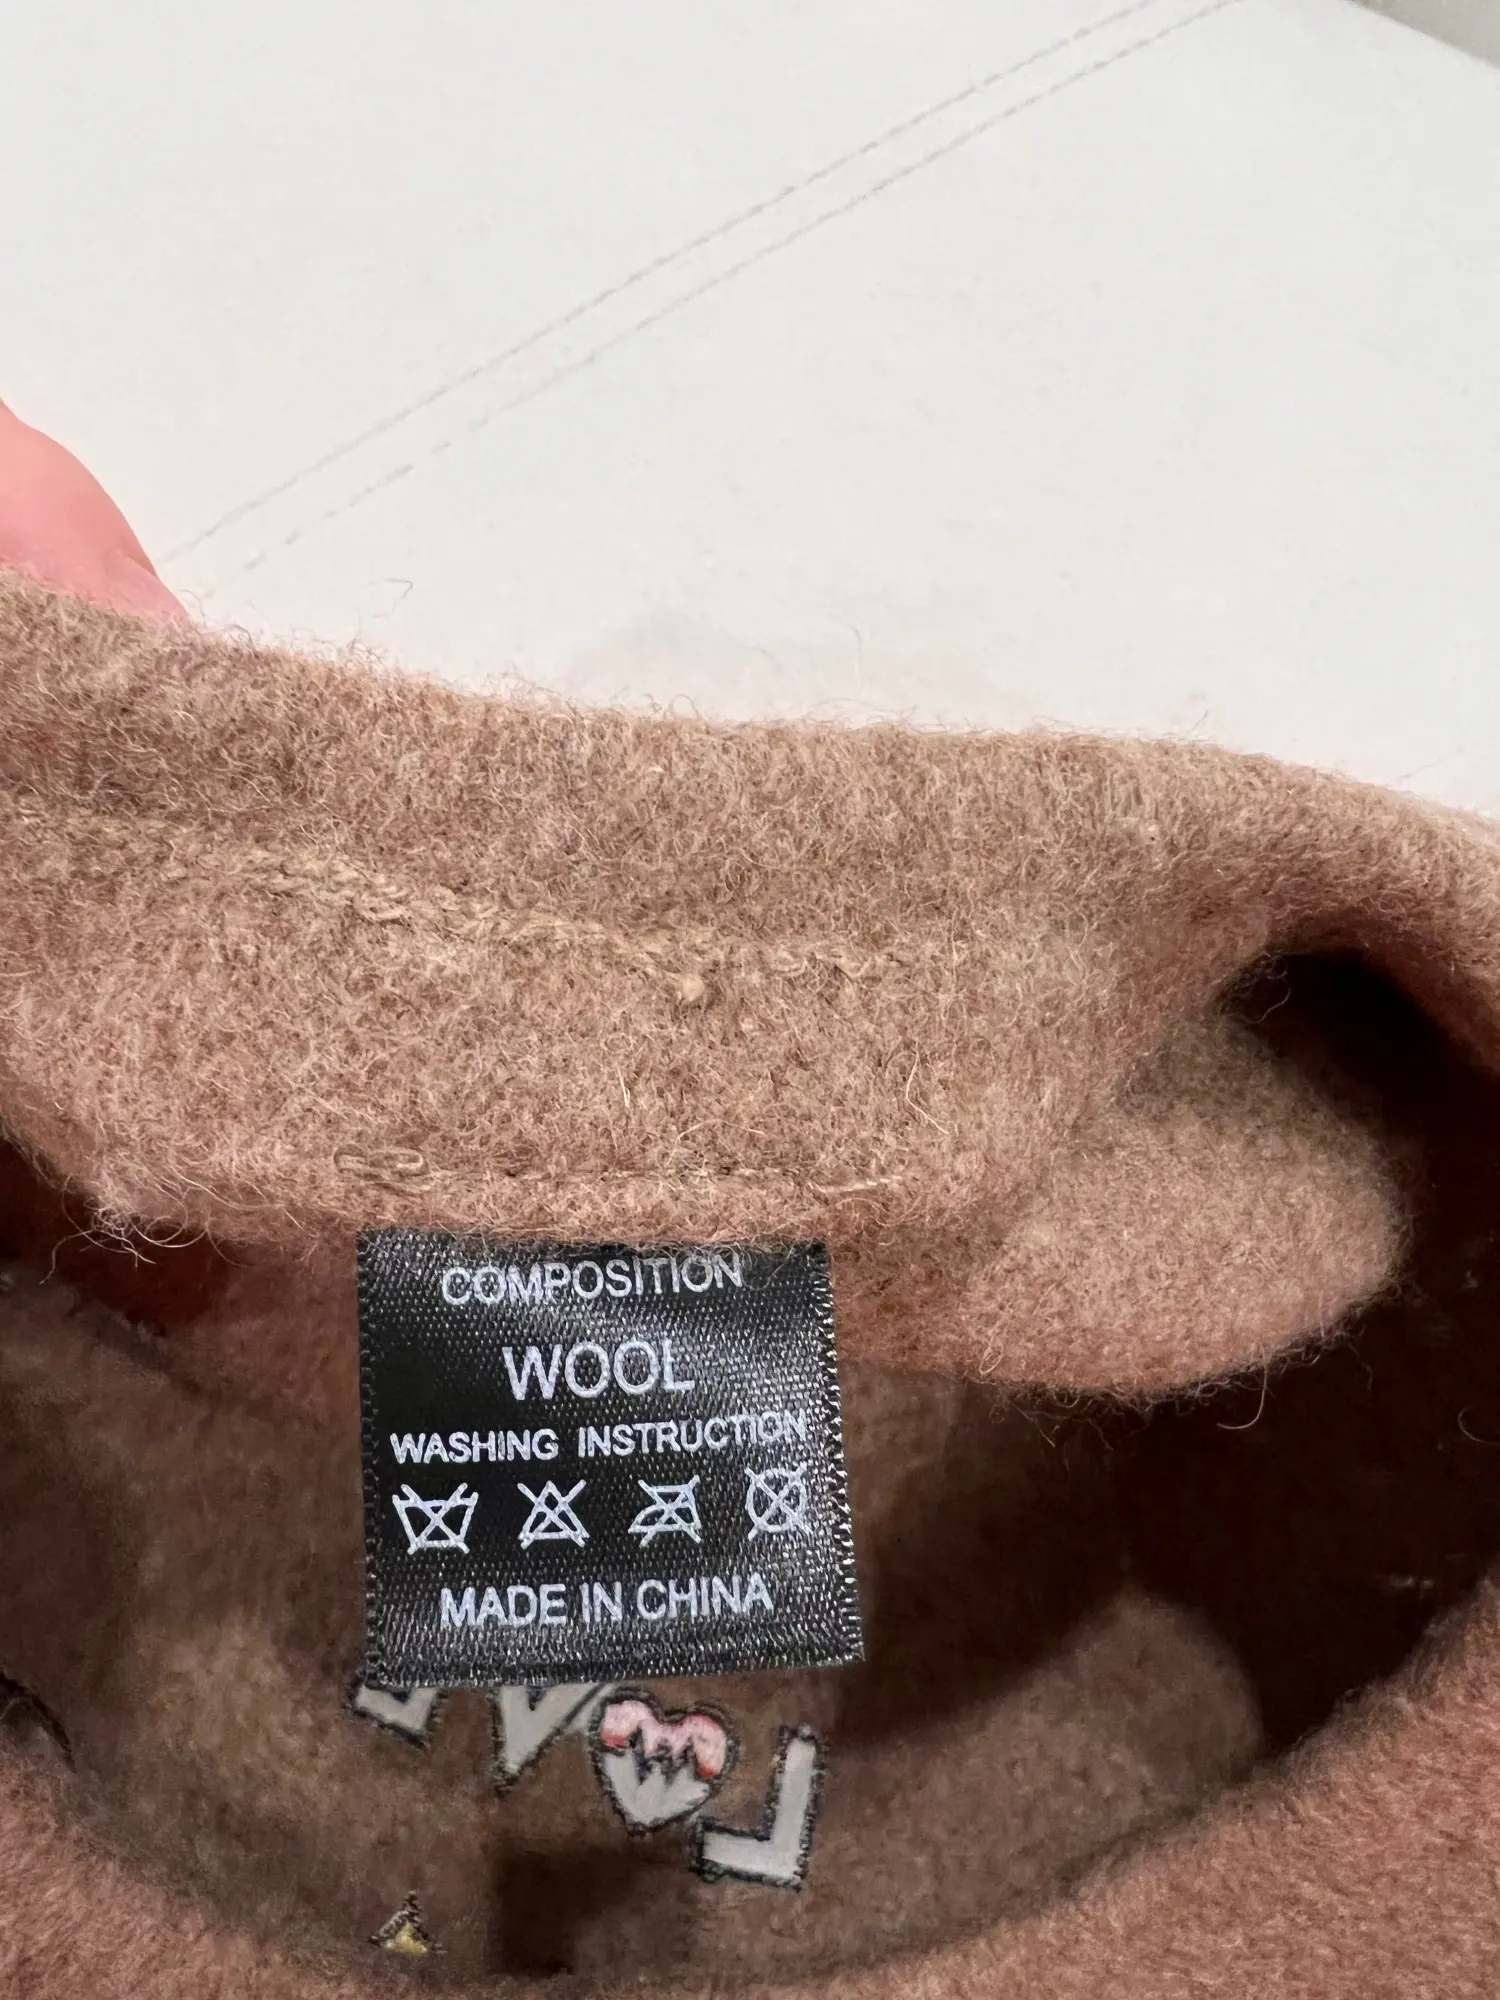 COMPOSITION
WOOL
WASHING INSTRUCTION
MADE IN CHINA